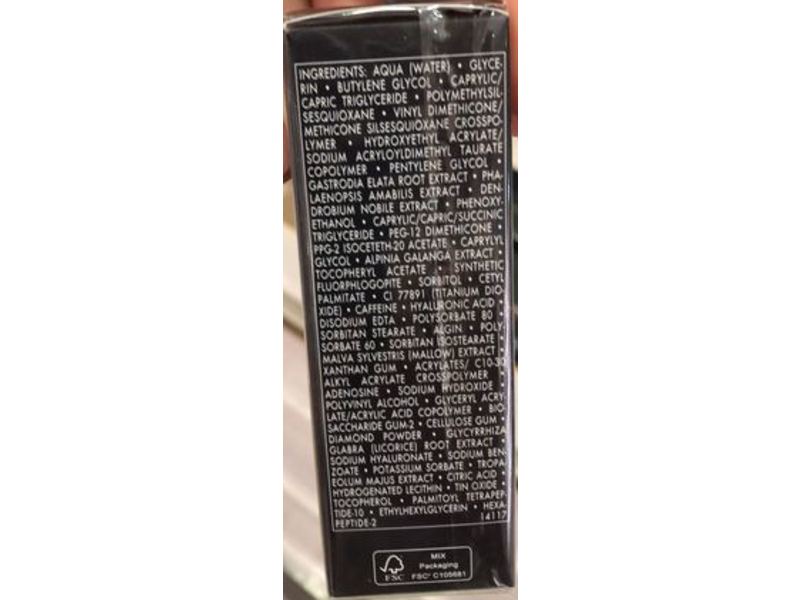 INGREDIENTS: AQUA (WATER) • GLYCE-
RIN • BUTYLENE GLYCOL • CAPRYLIC/
CAPRIC TRIGLYCERIDE • POLYMETHYLSIL-
SESQUIOXANE • VINYL DIMETHICONE/
METHICONE SILSESQUIOXANE CROSSPO-
LYMER • HYDROXYETHYL ACRYLATE/
SODIUM ACRYLOYLDIMETHYL TAURATE
COPOLYMER • PENTYLENE GLYCOL •
GASTRODIA ELATA ROOT EXTRACT • PHA-
LAENOPSIS AMABILIS EXTRACT • DEN-
DROBIUM NOBILE EXTRACT • PHENOXY-
ETHANOL • CAPRYLIC/CAPRIC/SUCCINIC
TRIGLYCERIDE • PEG-12 DIMETHICONE •
PPG-2 ISOCETETH-20 ACETATE • CAPRYLYL
GLYCOL • ALPINIA GALANGA EXTRACT •
TOCOPHERYL ACETATE • SYNTHETIC
FLUORPHLOGOPITE • SORBITOL • CETYL
PALMITATE • CI 77891 (TITANIUM DIO-
XIDE) • CAFFEINE • HYALURONIC ACID •
DISODIUM EDTA • POLYSORBATE 80 •
SORBITAN STEARATE • ALGIN • POLY-
SORBATE 60 • SORBITAN ISOSTEARATE •
MALVA SYLVESTRIS (MALLOW) EXTRACT •
XANTHAN GUM • ACRYLATES/ C10-30
ALKYL ACRYLATE CROSSPOLYMER •
ADENOSINE • SODIUM HYDROXIDE •
POLYVINYL ALCOHOL • GLYCERYL ACRY-
LATE/ACRYLIC ACID COPOLYMER • BIO-
SACCHARIDE GUM-2 • CELLULOSE GUM •
DIAMOND POWDER • GLYCYRRHIZA
GLABRA (LICORICE) ROOT EXTRACT •
SODIUM HYALURONATE • SODIUM BEN-
ZOATE • POTASSIUM SORBATE • TROPA-
EOLUM MAJUS EXTRACT • CITRIC ACID •
HYDROGENATED LECITHIN • TIN OXIDE •
TOCOPHEROL • PALMITOYL TETRAPEP-
TIDE-10 • ETHYLHEXYLGLYCERIN • HEXA-
PEPTIDE-2 14117
MIX
Packaging
FSC FSC® C105681